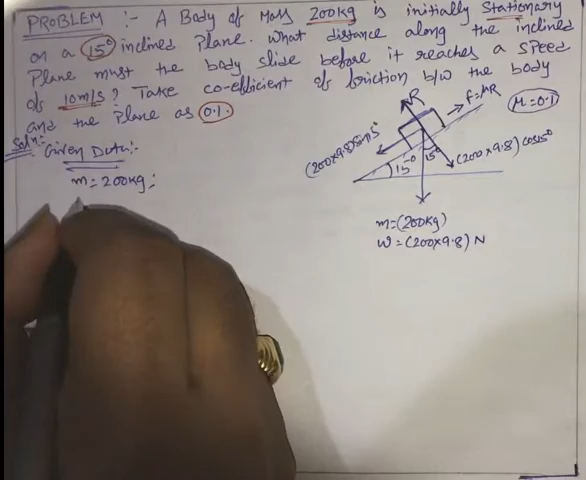 PROBLEM :- A Body of Mass 200kg is initially Stationary
on a 15° inclined Plane. What distance along the inclined
Plane must the body slide before it reaches a speed
of 10m/s? Take co-efficient of friction b/w the body
and the Plane as 0.1.
Soln:- Given Data:-
m = 200kg:
R
F=μR
μ=0.1
(200×9.8)sin15°
15°
15°
(200×9.8)cos15°
m=(200kg)
W=(200×9.8) N